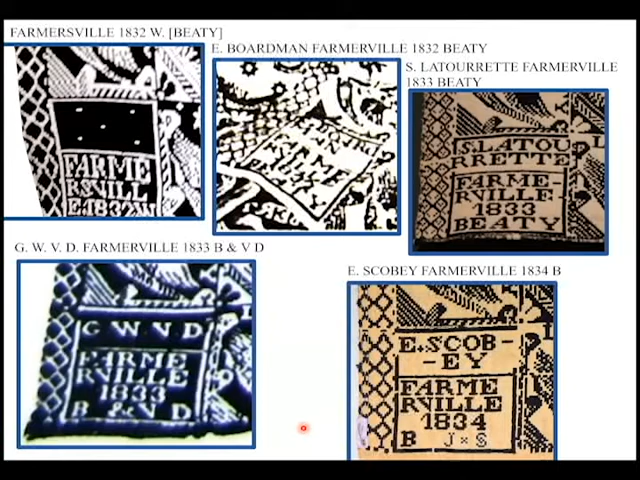 FARMERSVILLE 1832 W. [BEATY]
E. BOARDMAN FARMERVILLE 1832 BEATY
S. LATOURRETTE FARMERVILLE
1833 BEATY
FARME
RSVILL
E.1832.W
S.LATOU
RRETTE
FARME-
RVILLE-
1833
BEATY
G. W. V. D. FARMERVILLE 1833 B & V D
E. SCOBEY FARMERVILLE 1834 B
G W V D
FARME
RVILLE
1833
B & V D
E.SCOB-
-EY
FARME
RVILLE
1834
B J×S